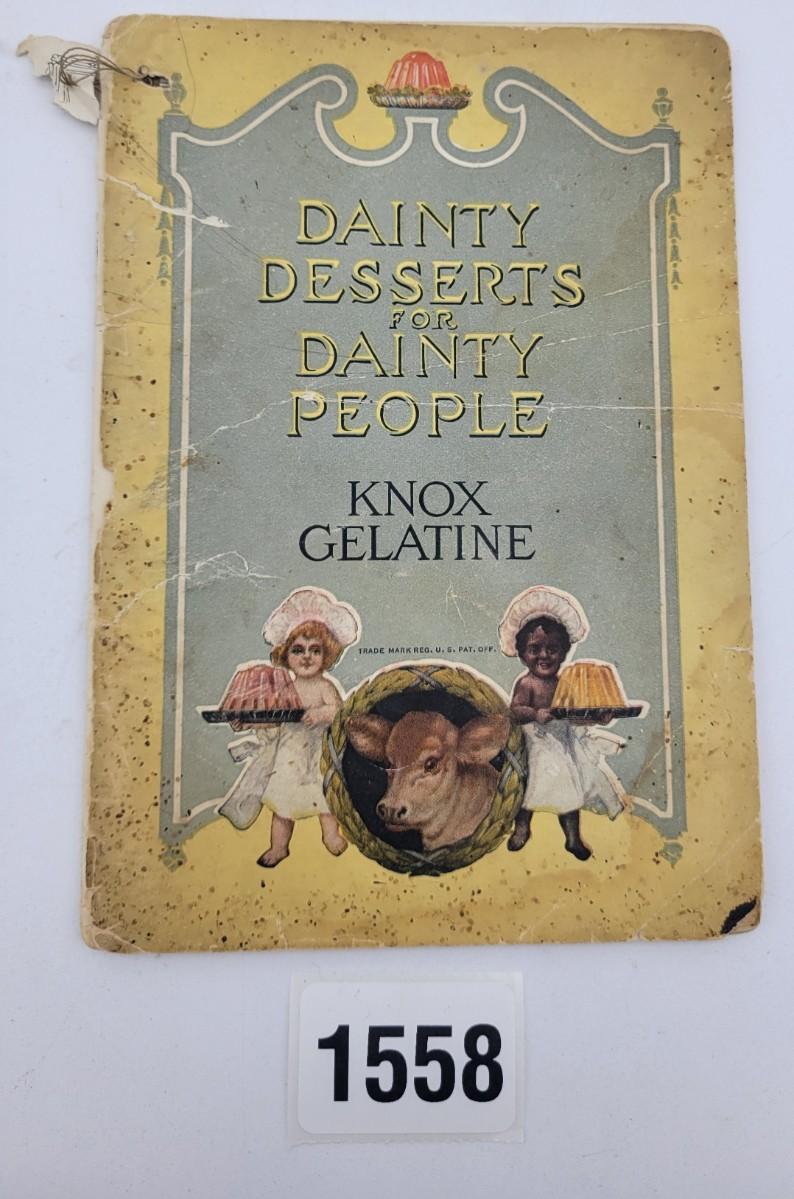 DAINTY
DESSERTS
FOR
DAINTY
PEOPLE
KNOX
GELATINE
TRADE MARK REG. U. S. PAT. OFF.
1558